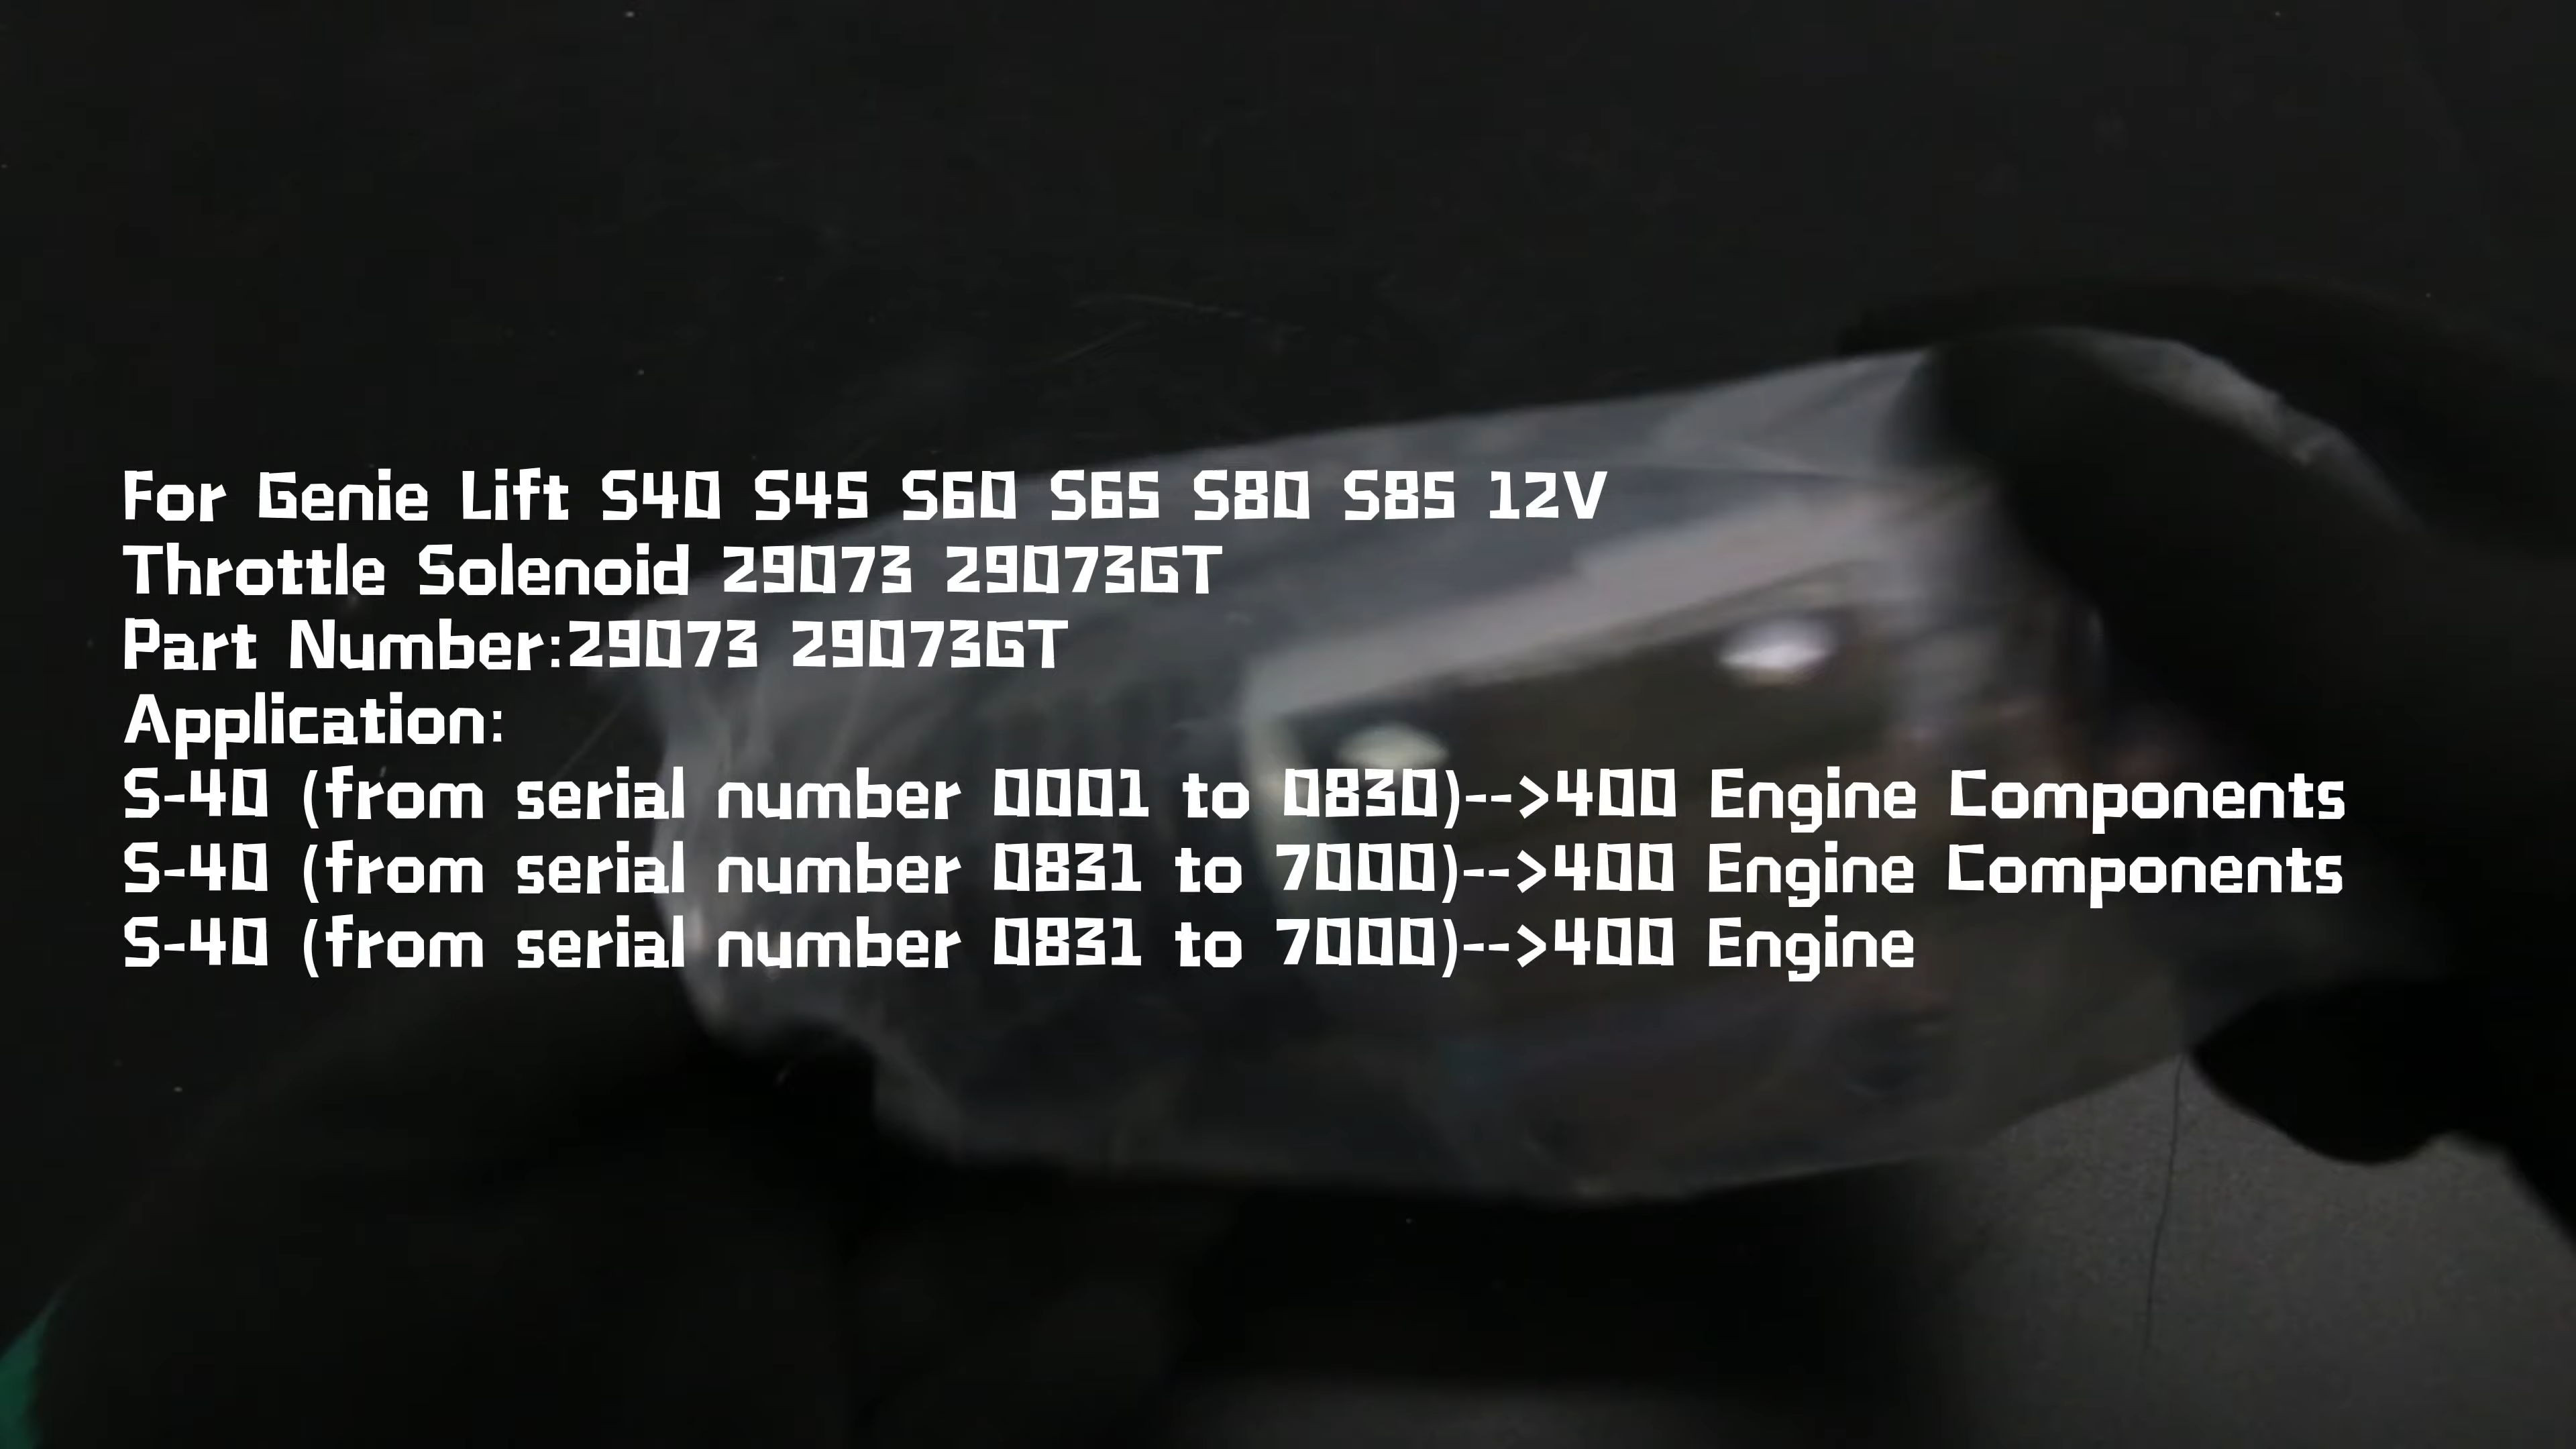 For Genie Lift S40 S45 S60 S65 S80 S85 12V
Throttle Solenoid 29073 29073GT
Part Number:29073 29073GT
Application:
S-40 (from serial number 0001 to 0830)-->400 Engine Components
S-40 (from serial number 0831 to 7000)-->400 Engine Components
S-40 (from serial number 0831 to 7000)-->400 Engine